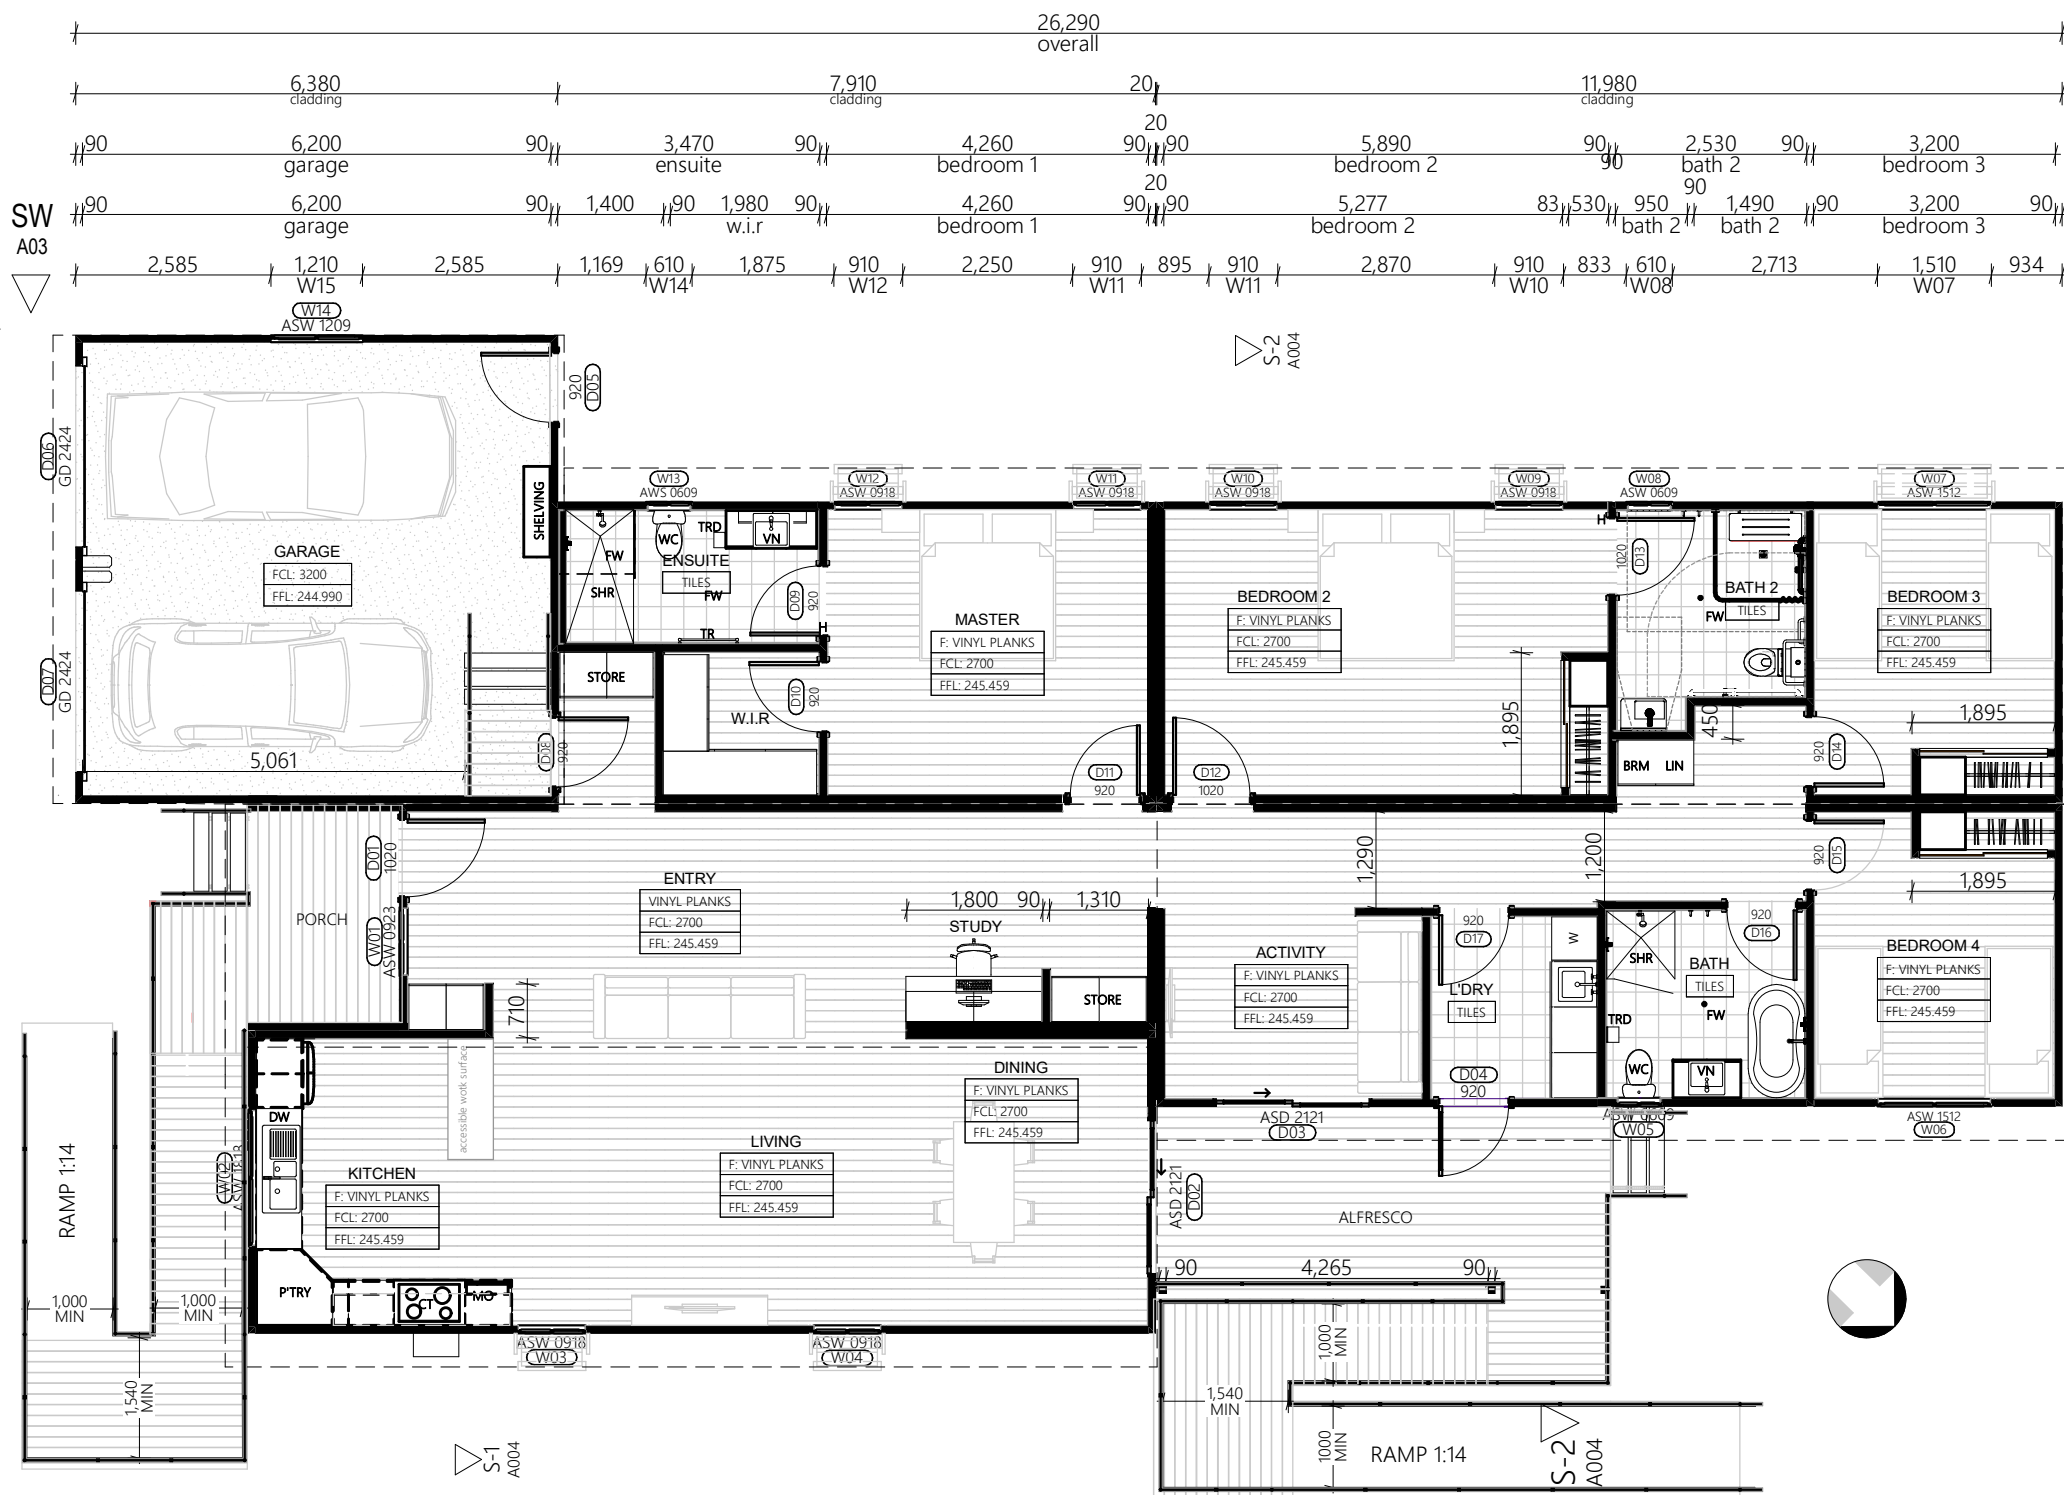 26,290
overall
6,380 7,910 20 11,980
cladding cladding cladding
20
90 6,200 90 3,470 90 4,260 90 90 5,890 90 90 2,530 90 3,200
garage ensuite bedroom 1 bedroom 2 bath 2 bedroom 3
20 90
90 6,200 90 1,400 90 1,980 90 4,260 90 90 5,277 83 530 950 1,490 90 3,200 90
garage w.i.r bedroom 1 bedroom 2 bath 2 bath 2 bedroom 3
SW
A03
2,585 1,210 2,585 1,169 610 1,875 910 2,250 910 895 910 2,870 910 833 610 2,713 1,510 934
W15 W14 W12 W11 W11 W10 W08 W07
W14
ASW 1209
S-2
A004
920
D05
D06
GD 2424
W13
AWS 0609
W12
ASW 0918
W11
ASW 0918
W10
ASW 0918
W09
ASW 0918
W08
ASW 0609
W07
ASW 1512
SHELVING
GARAGE
FCL: 3200
FFL: 244.990
FW
SHR
WC
TRD
VN
ENSUITE
TILES
FW
TR
D09
920
H
MASTER
F: VINYL PLANKS
FCL: 2700
FFL: 245.459
BEDROOM 2
F: VINYL PLANKS
FCL: 2700
FFL: 245.459
H
1020
D13
BATH 2
TILES
FW
BEDROOM 3
F: VINYL PLANKS
FCL: 2700
FFL: 245.459
D07
GD 2424
STORE
D10
920
W.I.R
5,061
D08
920
D11
920
D12
1020
1,895
450
BRM LIN
920
D14
1,895
D01
1020
PORCH
W01
ASW 0923
ENTRY
VINYL PLANKS
FCL: 2700
FFL: 245.459
1,800 90 1,310
STUDY
STORE
710
1,290
1,200
920
D15
1,895
ACTIVITY
F: VINYL PLANKS
FCL: 2700
FFL: 245.459
920
D17
L'DRY
TILES
W
SHR
BATH
TILES
FW
TRD
WC
VN
920
D16
BEDROOM 4
F: VINYL PLANKS
FCL: 2700
FFL: 245.459
D04
920
ASD 2121
D03
W05
ASW 1512
W06
DW
accessible wotk surface
W02
KITCHEN
F: VINYL PLANKS
FCL: 2700
FFL: 245.459
LIVING
F: VINYL PLANKS
FCL: 2700
FFL: 245.459
DINING
F: VINYL PLANKS
FCL: 2700
FFL: 245.459
ASD 2121
D02
ALFRESCO
90 4,265 90
P'TRY
CT
MO
ASW 0918
W03
ASW 0918
W04
RAMP 1:14
1,000
MIN
1,000
MIN
1,540
MIN
1,000
MIN
1,540
MIN
1000
MIN
RAMP 1:14
S-1
A004
S-2
A004